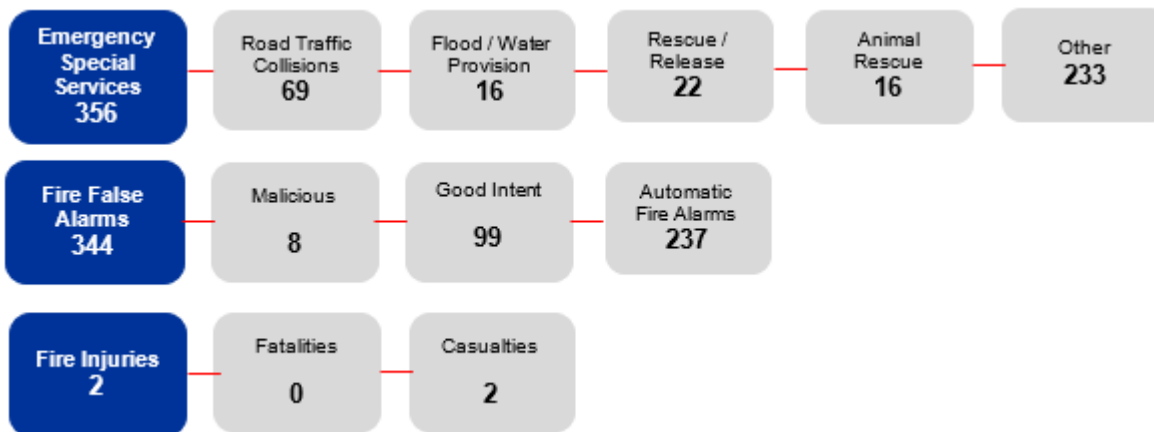 Emergency
Special
Services
356
Road Traffic
Collisions
69
Flood / Water
Provision
16
Rescue /
Release
22
Animal
Rescue
16
Other
233
Fire False
Alarms
344
Malicious
8
Good Intent
99
Automatic
Fire Alarms
237
Fire Injuries
2
Fatalities
0
Casualties
2